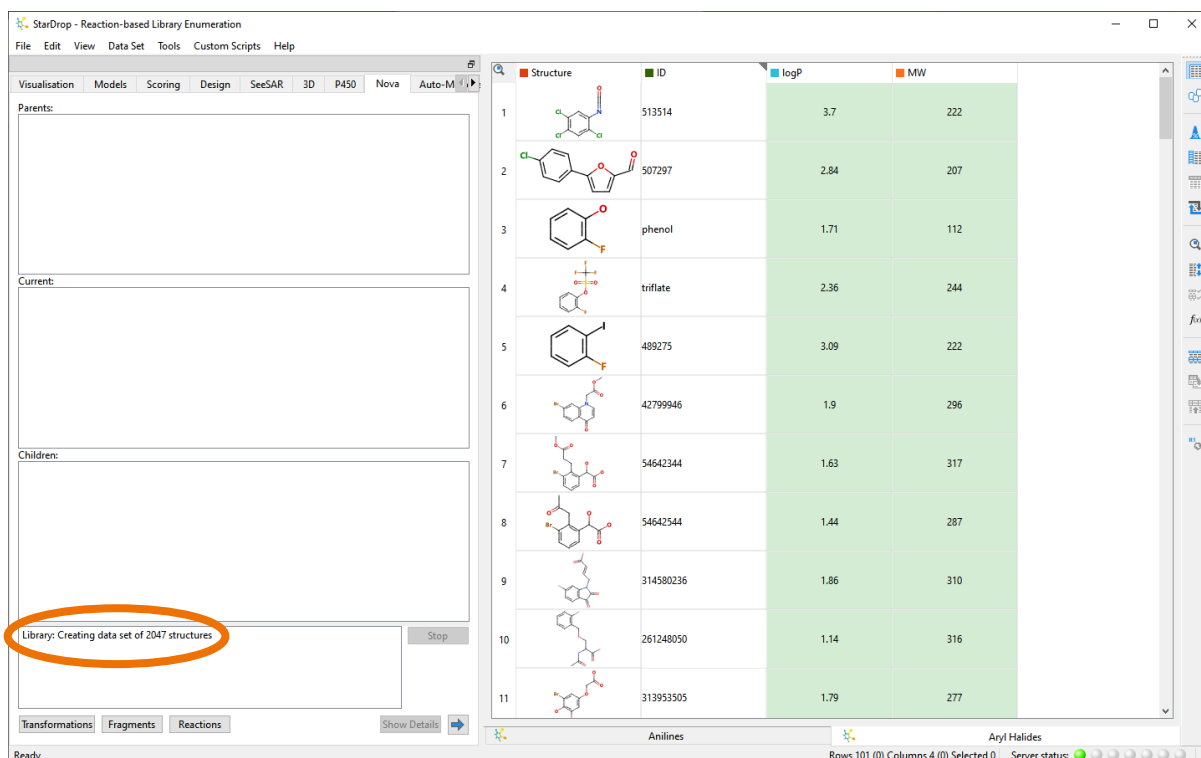 StarDrop - Reaction-based Library Enumeration
File Edit View Data Set Tools Custom Scripts Help
Visualisation Models Scoring Design SeeSAR 3D P450 Nova
Parents:
Current:
Children:
Library: Creating data set of 2047 structures
Stop
Transformations Fragments Reactions Show Details
Structure ID logP MW
1 513514 3.7 222
2 507297 2.84 207
3 phenol 1.71 112
4 triflate 2.36 244
5 489275 3.09 222
6 42799946 1.9 296
7 54642344 1.63 317
8 54642544 1.44 287
9 314580236 1.86 310
10 261248050 1.14 316
11 313953505 1.79 277
Anilines Aryl Halides
Ready Rows 101 (0) Columns 4 (0) Selected 0 Server status: